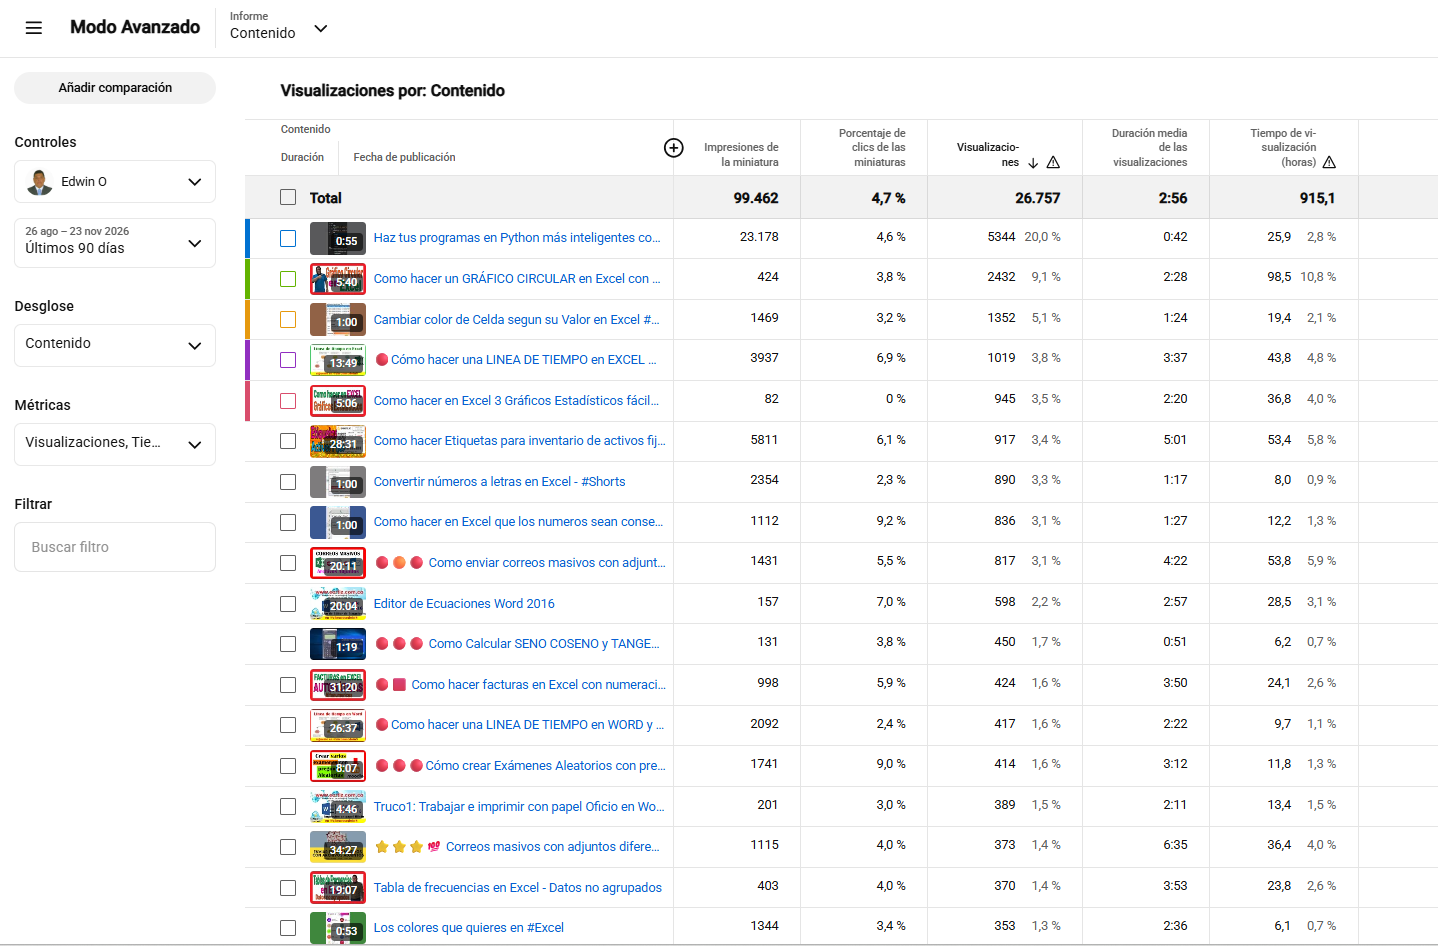 Modo Avanzado
Informe
Contenido
Añadir comparación
Controles
Edwin O
26 ago – 23 nov 2026
Últimos 90 días
Desglose
Contenido
Métricas
Visualizaciones, Tie...
Filtrar
Buscar filtro
Visualizaciones por: Contenido
Contenido
Duración
Fecha de publicación
Impresiones de
la miniatura
Porcentaje de
clics de las
miniaturas
Visualizacio-
nes
Duración media
de las
visualizaciones
Tiempo de vi-
sualización
(horas)
Total 99.462 4,7 % 26.757 2:56 915,1
0:55 Haz tus programas en Python más inteligentes co... 23.178 4,6 % 5344 20,0 % 0:42 25,9 2,8 %
5:40 Como hacer un GRÁFICO CIRCULAR en Excel con ... 424 3,8 % 2432 9,1 % 2:28 98,5 10,8 %
1:00 Cambiar color de Celda segun su Valor en Excel #... 1469 3,2 % 1352 5,1 % 1:24 19,4 2,1 %
13:49 Cómo hacer una LINEA DE TIEMPO en EXCEL ... 3937 6,9 % 1019 3,8 % 3:37 43,8 4,8 %
5:06 Como hacer en Excel 3 Gráficos Estadísticos fácil... 82 0 % 945 3,5 % 2:20 36,8 4,0 %
28:31 Como hacer Etiquetas para inventario de activos fij... 5811 6,1 % 917 3,4 % 5:01 53,4 5,8 %
1:00 Convertir números a letras en Excel - #Shorts 2354 2,3 % 890 3,3 % 1:17 8,0 0,9 %
1:00 Como hacer en Excel que los numeros sean conse... 1112 9,2 % 836 3,1 % 1:27 12,2 1,3 %
20:11 Como enviar correos masivos con adjunt... 1431 5,5 % 817 3,1 % 4:22 53,8 5,9 %
20:04 Editor de Ecuaciones Word 2016 157 7,0 % 598 2,2 % 2:57 28,5 3,1 %
1:19 Como Calcular SENO COSENO y TANGE... 131 3,8 % 450 1,7 % 0:51 6,2 0,7 %
31:20 Como hacer facturas en Excel con numeraci... 998 5,9 % 424 1,6 % 3:50 24,1 2,6 %
26:37 Como hacer una LINEA DE TIEMPO en WORD y ... 2092 2,4 % 417 1,6 % 2:22 9,7 1,1 %
8:07 Cómo crear Exámenes Aleatorios con pre... 1741 9,0 % 414 1,6 % 3:12 11,8 1,3 %
4:46 Truco1: Trabajar e imprimir con papel Oficio en Wo... 201 3,0 % 389 1,5 % 2:11 13,4 1,5 %
34:27 Correos masivos con adjuntos difere... 1115 4,0 % 373 1,4 % 6:35 36,4 4,0 %
19:07 Tabla de frecuencias en Excel - Datos no agrupados 403 4,0 % 370 1,4 % 3:53 23,8 2,6 %
0:53 Los colores que quieres en #Excel 1344 3,4 % 353 1,3 % 2:36 6,1 0,7 %